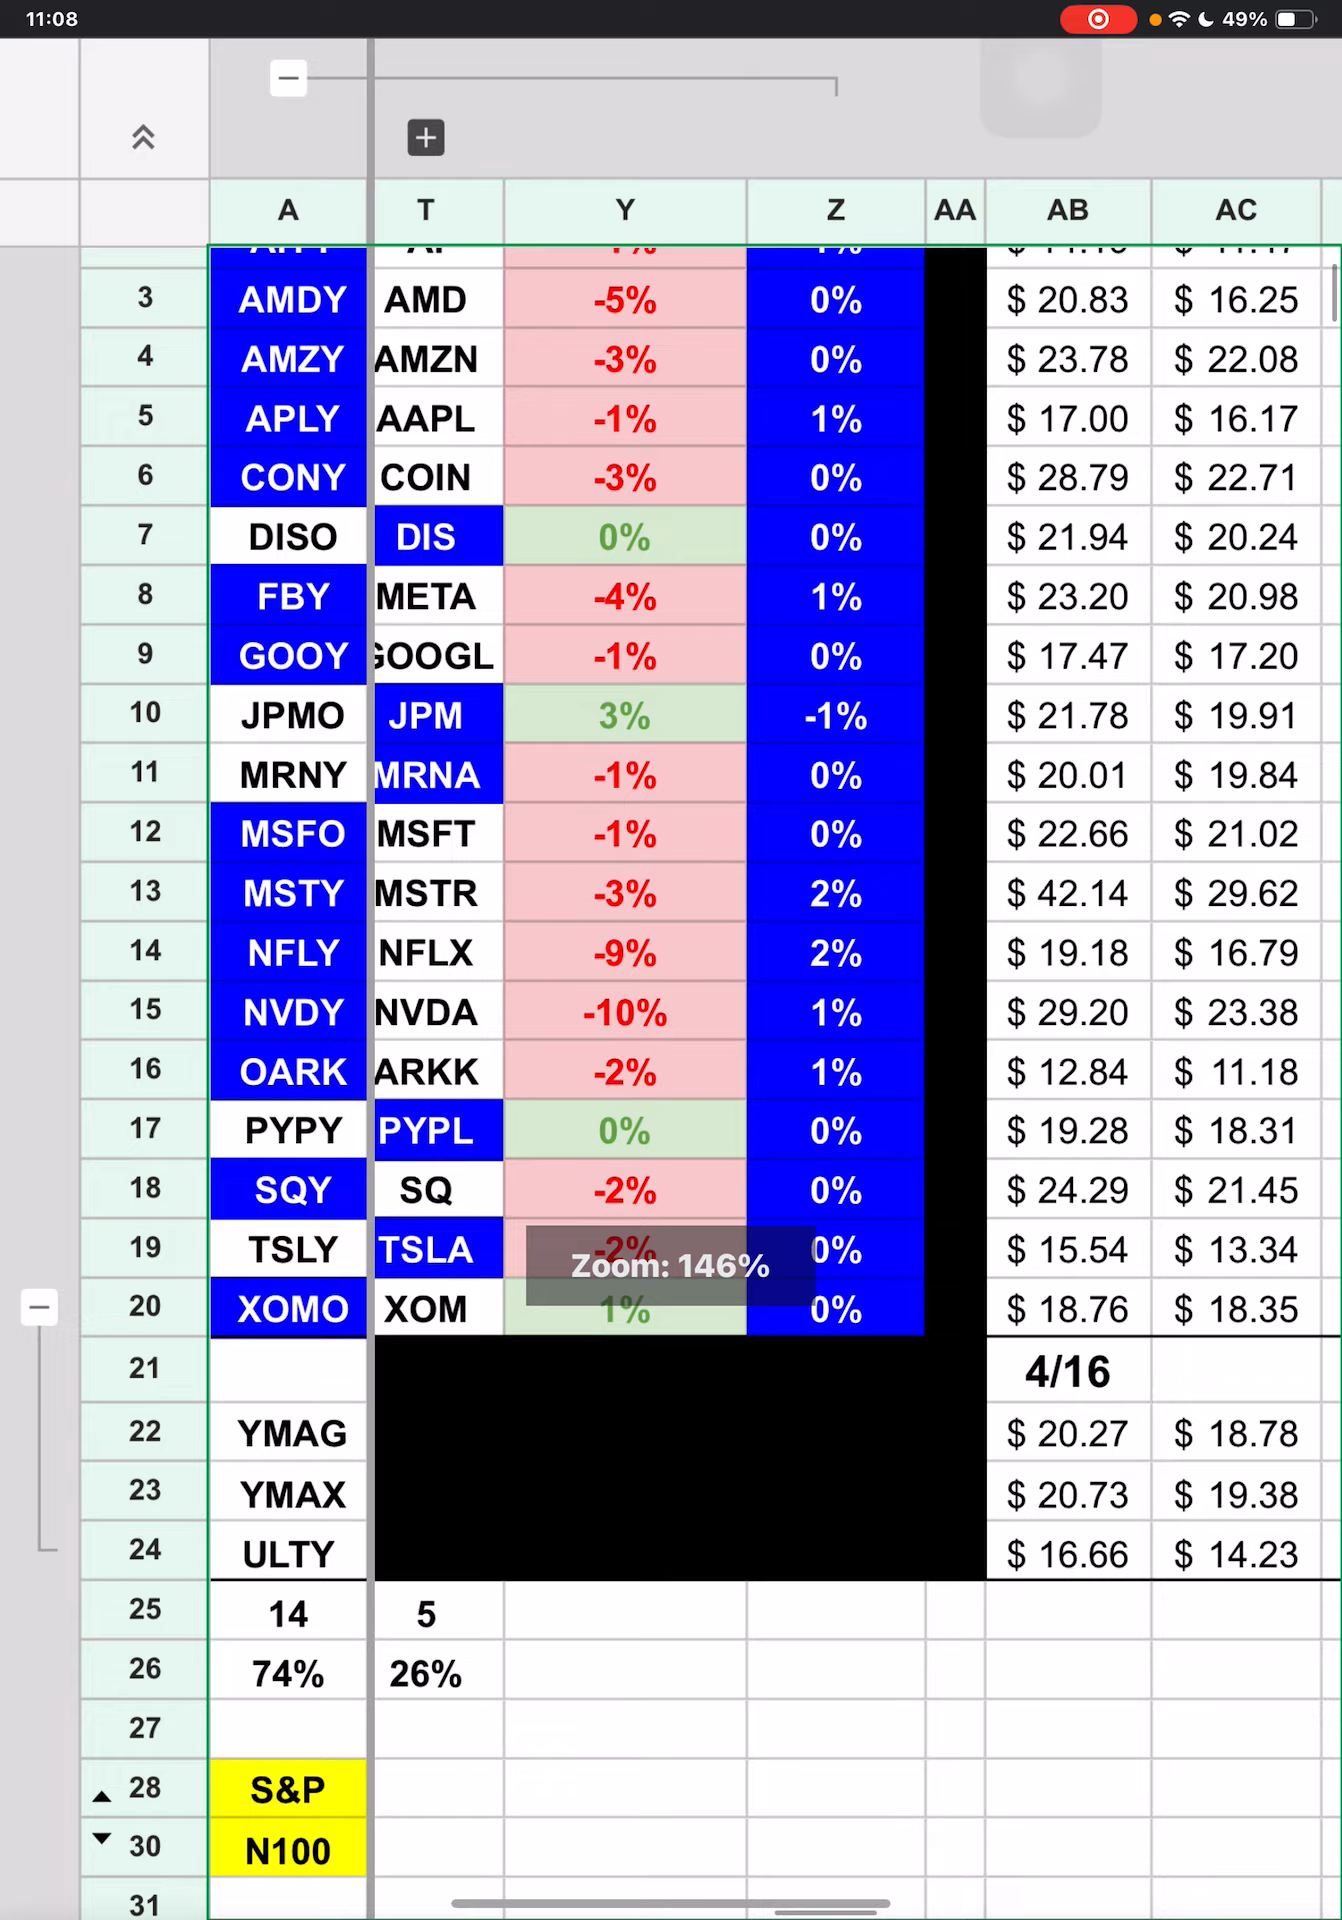 11:08 49%
A T Y Z AA AB AC
3 AMDY AMD -5% 0% $ 20.83 $ 16.25
4 AMZY AMZN -3% 0% $ 23.78 $ 22.08
5 APLY AAPL -1% 1% $ 17.00 $ 16.17
6 CONY COIN -3% 0% $ 28.79 $ 22.71
7 DISO DIS 0% 0% $ 21.94 $ 20.24
8 FBY META -4% 1% $ 23.20 $ 20.98
9 GOOY GOOGL -1% 0% $ 17.47 $ 17.20
10 JPMO JPM 3% -1% $ 21.78 $ 19.91
11 MRNY MRNA -1% 0% $ 20.01 $ 19.84
12 MSFO MSFT -1% 0% $ 22.66 $ 21.02
13 MSTY MSTR -3% 2% $ 42.14 $ 29.62
14 NFLY NFLX -9% 2% $ 19.18 $ 16.79
15 NVDY NVDA -10% 1% $ 29.20 $ 23.38
16 OARK ARKK -2% 1% $ 12.84 $ 11.18
17 PYPY PYPL 0% 0% $ 19.28 $ 18.31
18 SQY SQ -2% 0% $ 24.29 $ 21.45
19 TSLY TSLA -2% 0% $ 15.54 $ 13.34
Zoom: 146%
20 XOMO XOM 1% 0% $ 18.76 $ 18.35
21 4/16
22 YMAG $ 20.27 $ 18.78
23 YMAX $ 20.73 $ 19.38
24 ULTY $ 16.66 $ 14.23
25 14 5
26 74% 26%
27
28 S&P
30 N100
31